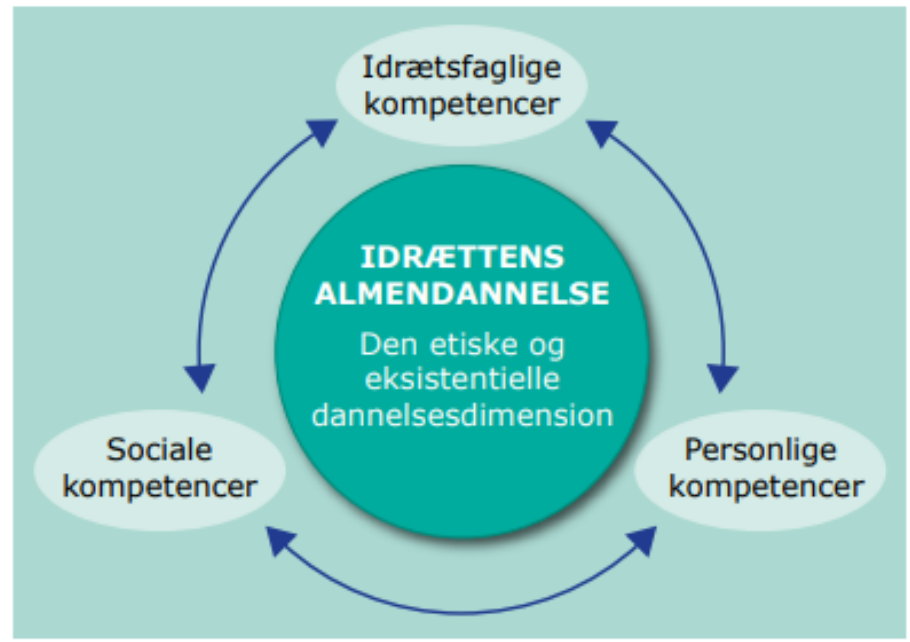 Idrætsfaglige
kompetencer
IDRÆTTENS
ALMENDANNELSE
Den etiske og
eksistentielle
dannelsesdimension
Sociale
kompetencer
Personlige
kompetencer